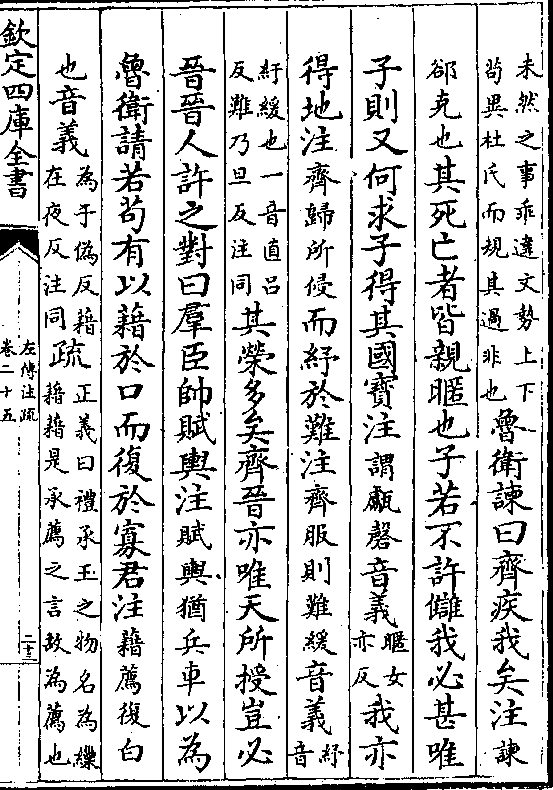 未然之事乖違文勢上下
苟異杜氏而規其過非也
魯衛諫曰齊疾我矣注諫
郤克也其死亡者皆親暱也子若不許讎我必甚唯
子則又何求子得其國寶注謂甗磬音義
暱女
亦反
我亦
得地注齊歸所侵而紓於難注齊服則難緩音義
紓
音
紓緩也一音直呂
反難乃旦反注同
其榮多矣齊晉亦唯天所授豈必
晉晉人許之對曰羣臣帥賦輿注賦輿猶兵車以為
魯衛請若苟有以藉於口而復於寡君注藉薦復白
也音義
為于偽反藉
在夜反注同
疏
正義曰禮承玉之物名為繅
藉藉是承薦之言故為薦也
欽定四庫全書
左傳注疏
卷二十五
二十三